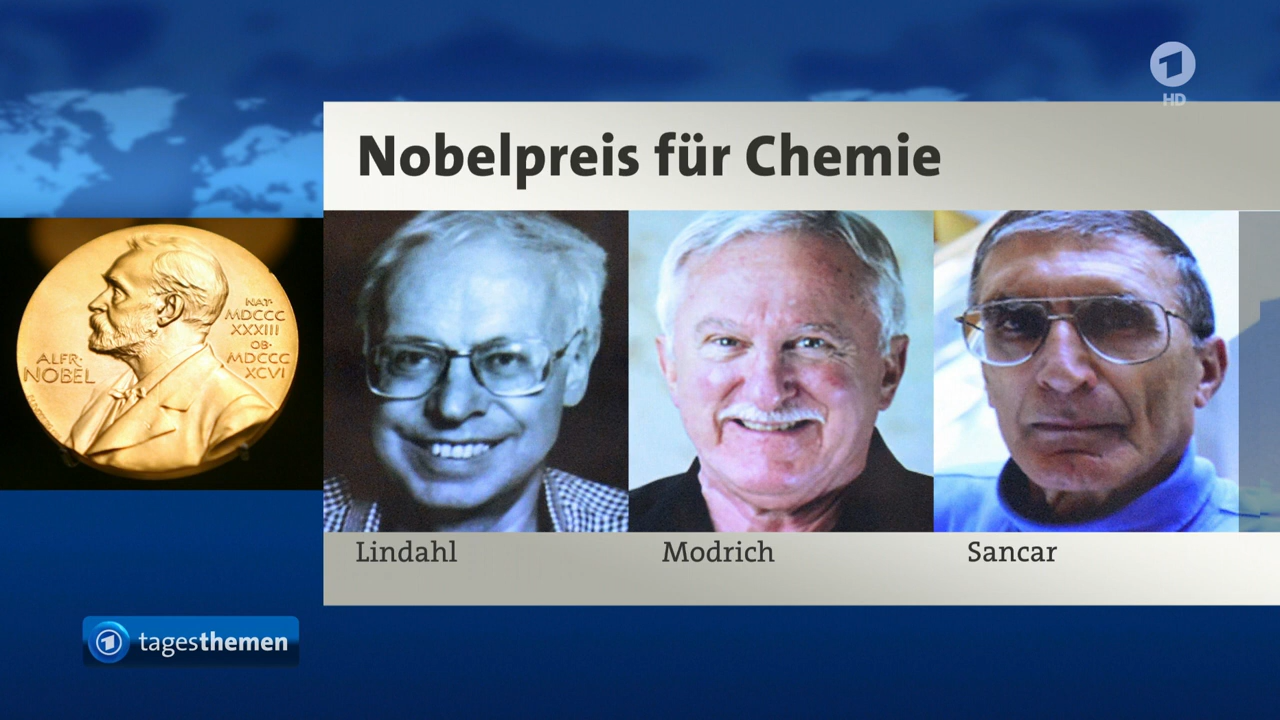 HD
Nobelpreis für Chemie
NAT·
MDCCC
XXXIII
OB·
MDCCC
XCVI
ALFR·
NOBEL
Lindahl
Modrich
Sancar
tagesthemen